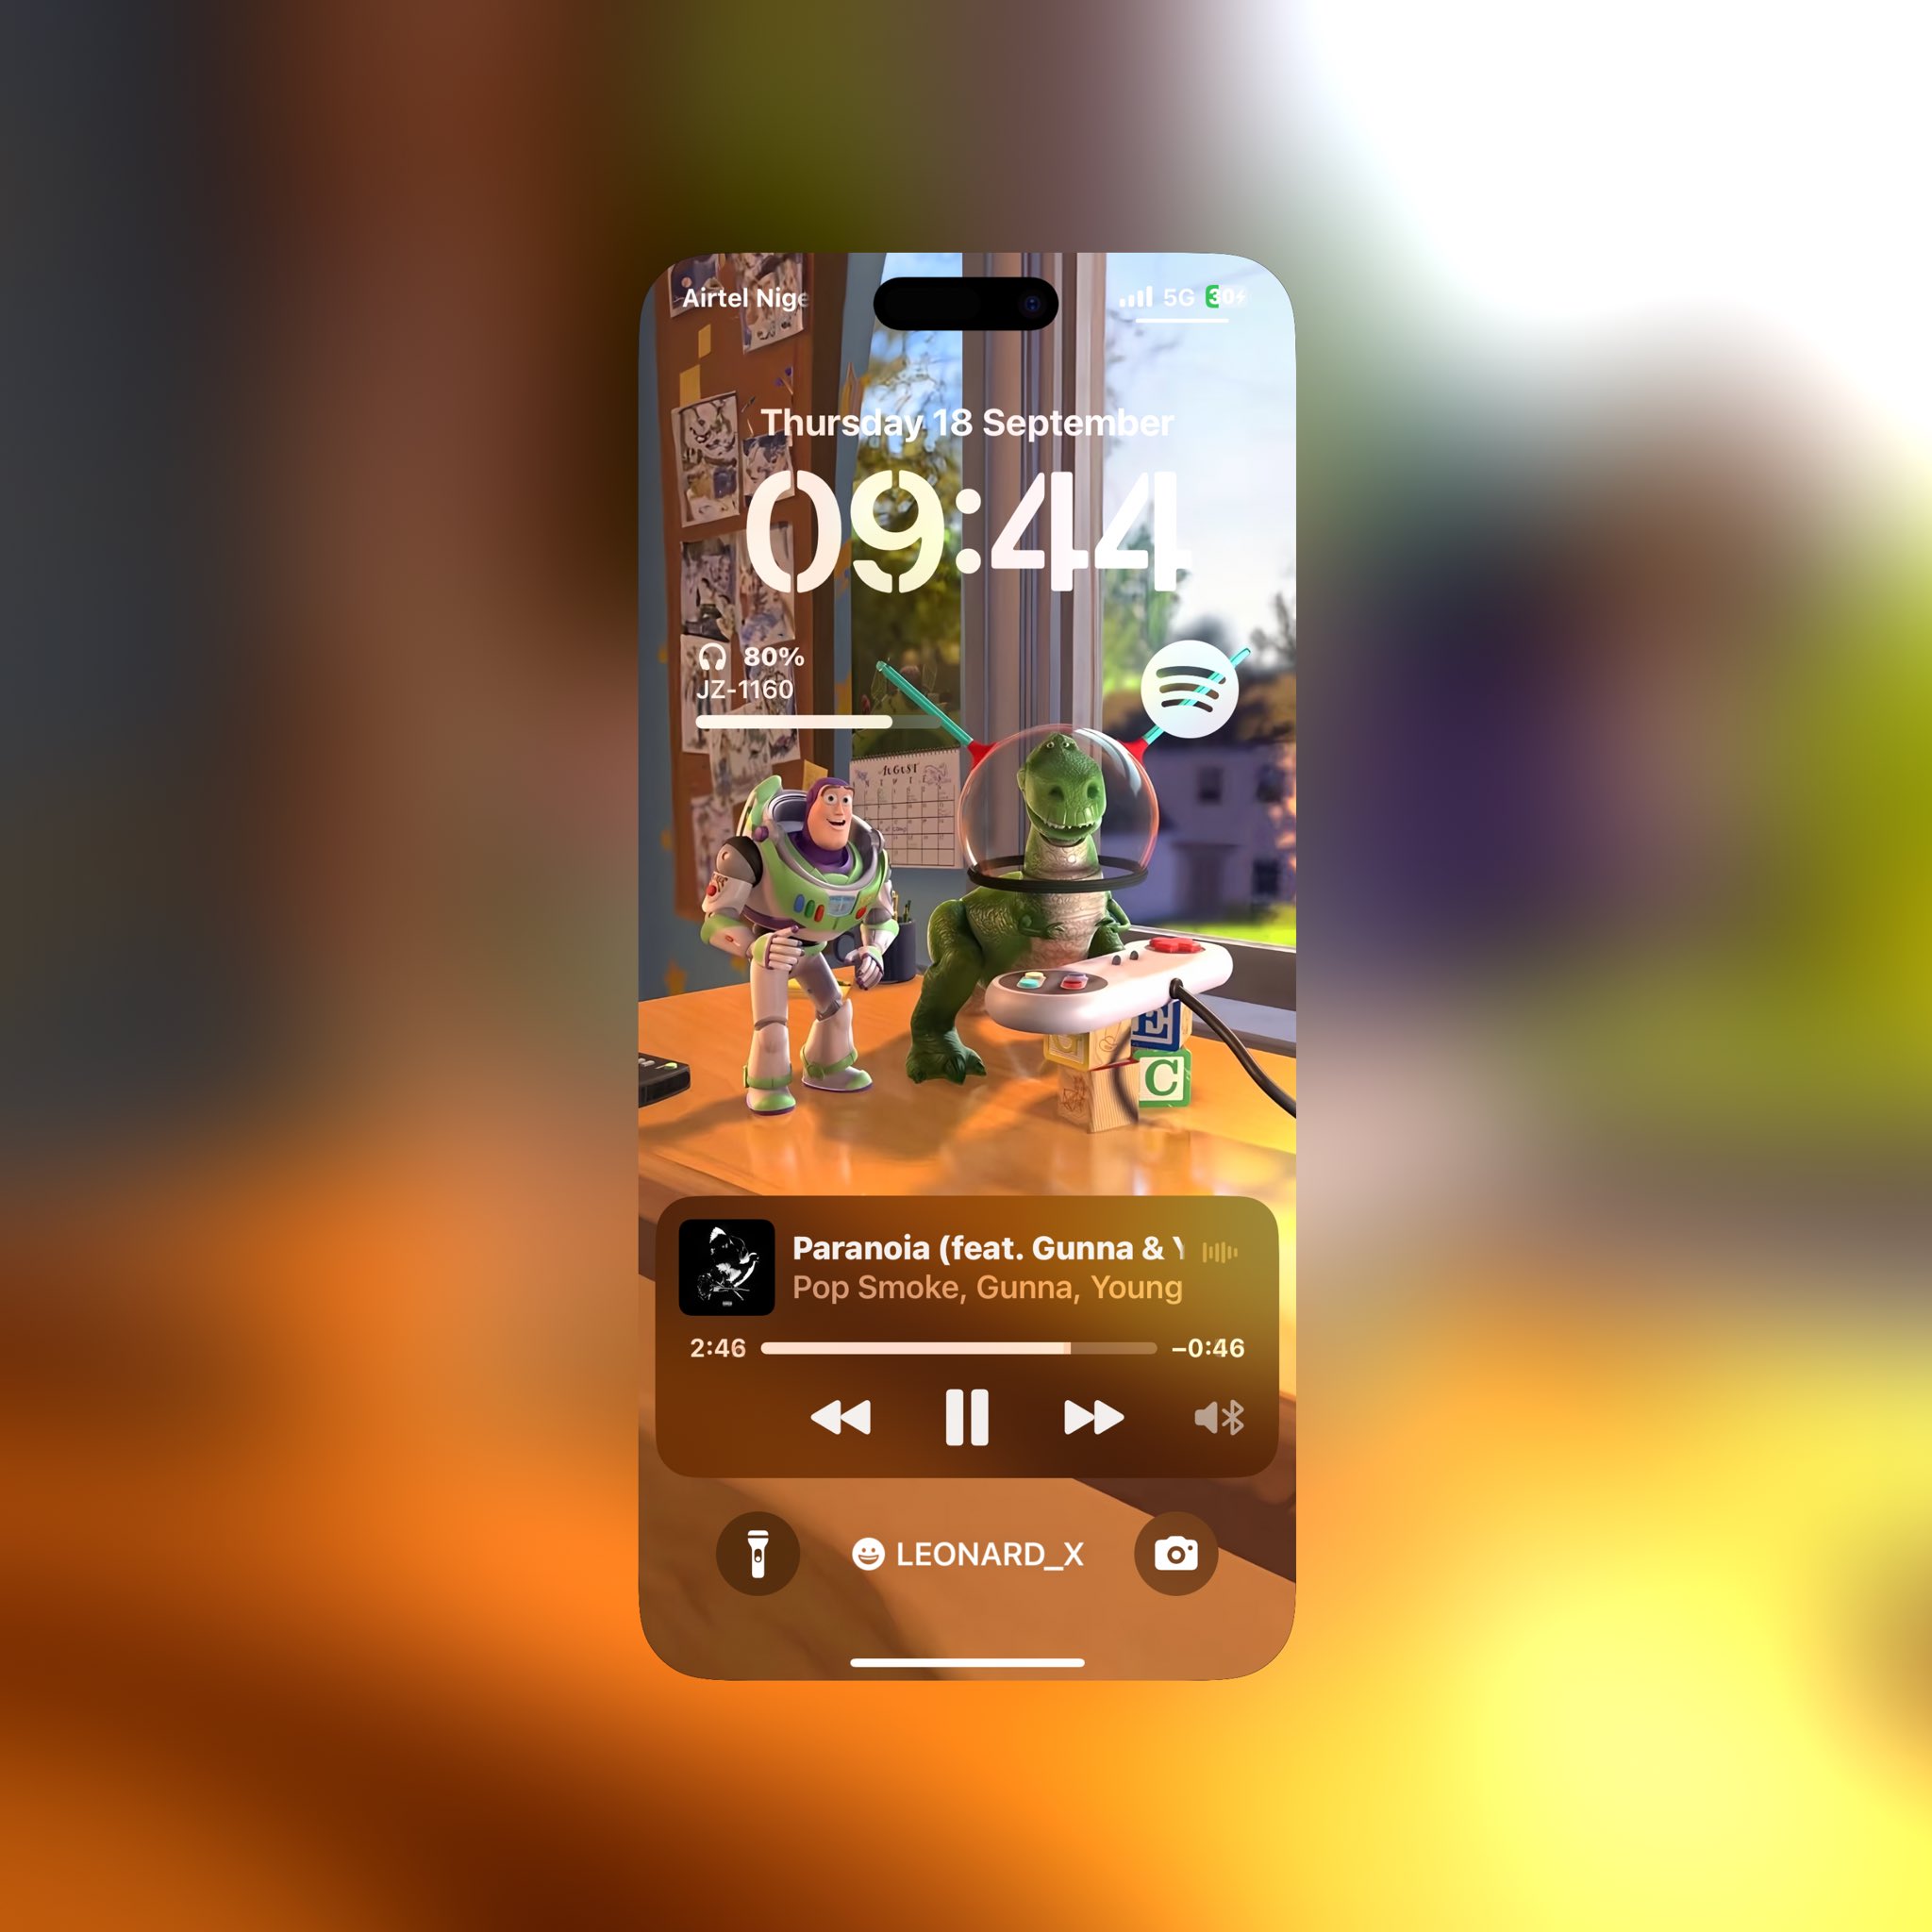 Airtel Nige
5G 30
Thursday 18 September
09:44
80%
JZ-1160
AUGUST
E
C
Paranoia (feat. Gunna & Y
Pop Smoke, Gunna, Young
2:46
−0:46
LEONARD_X